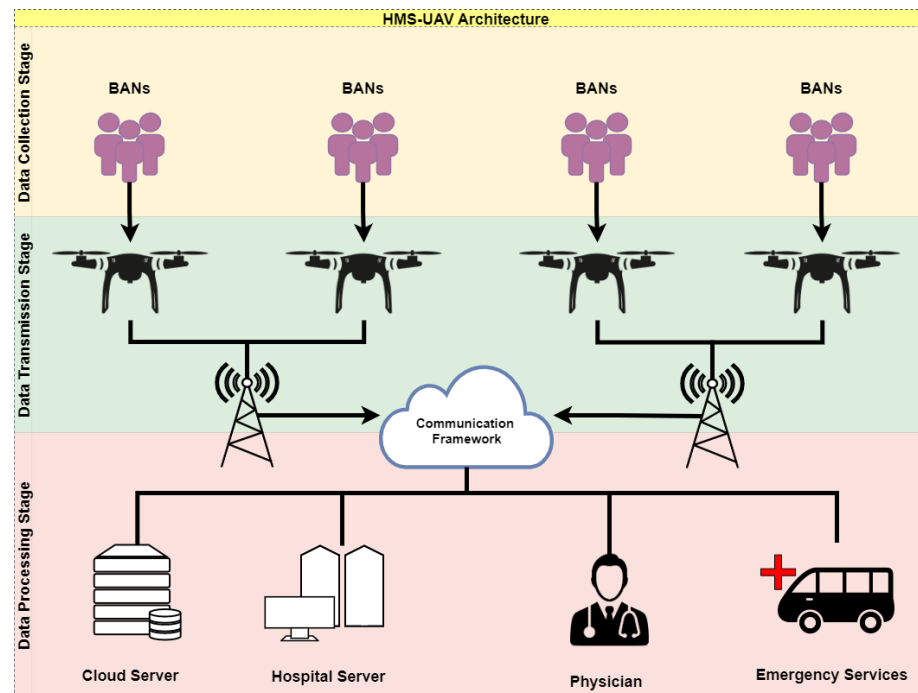 HMS-UAV Architecture
Data Collection Stage
BANs
BANs
BANs
BANs
Data Transmission Stage
Communication
Framework
Data Processing Stage
Cloud Server
Hospital Server
Physician
Emergency Services